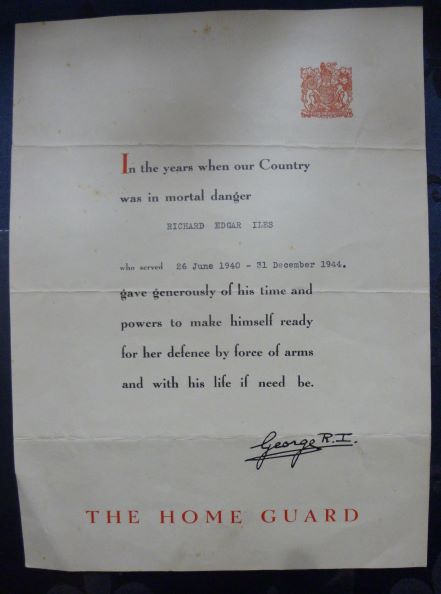 In the years when our Country
was in mortal danger
RICHARD EDGAR ILES
who served 26 June 1940 - 31 December 1944.
gave generously of his time and
powers to make himself ready
for her defence by force of arms
and with his life if need be.
George R.I.
THE HOME GUARD